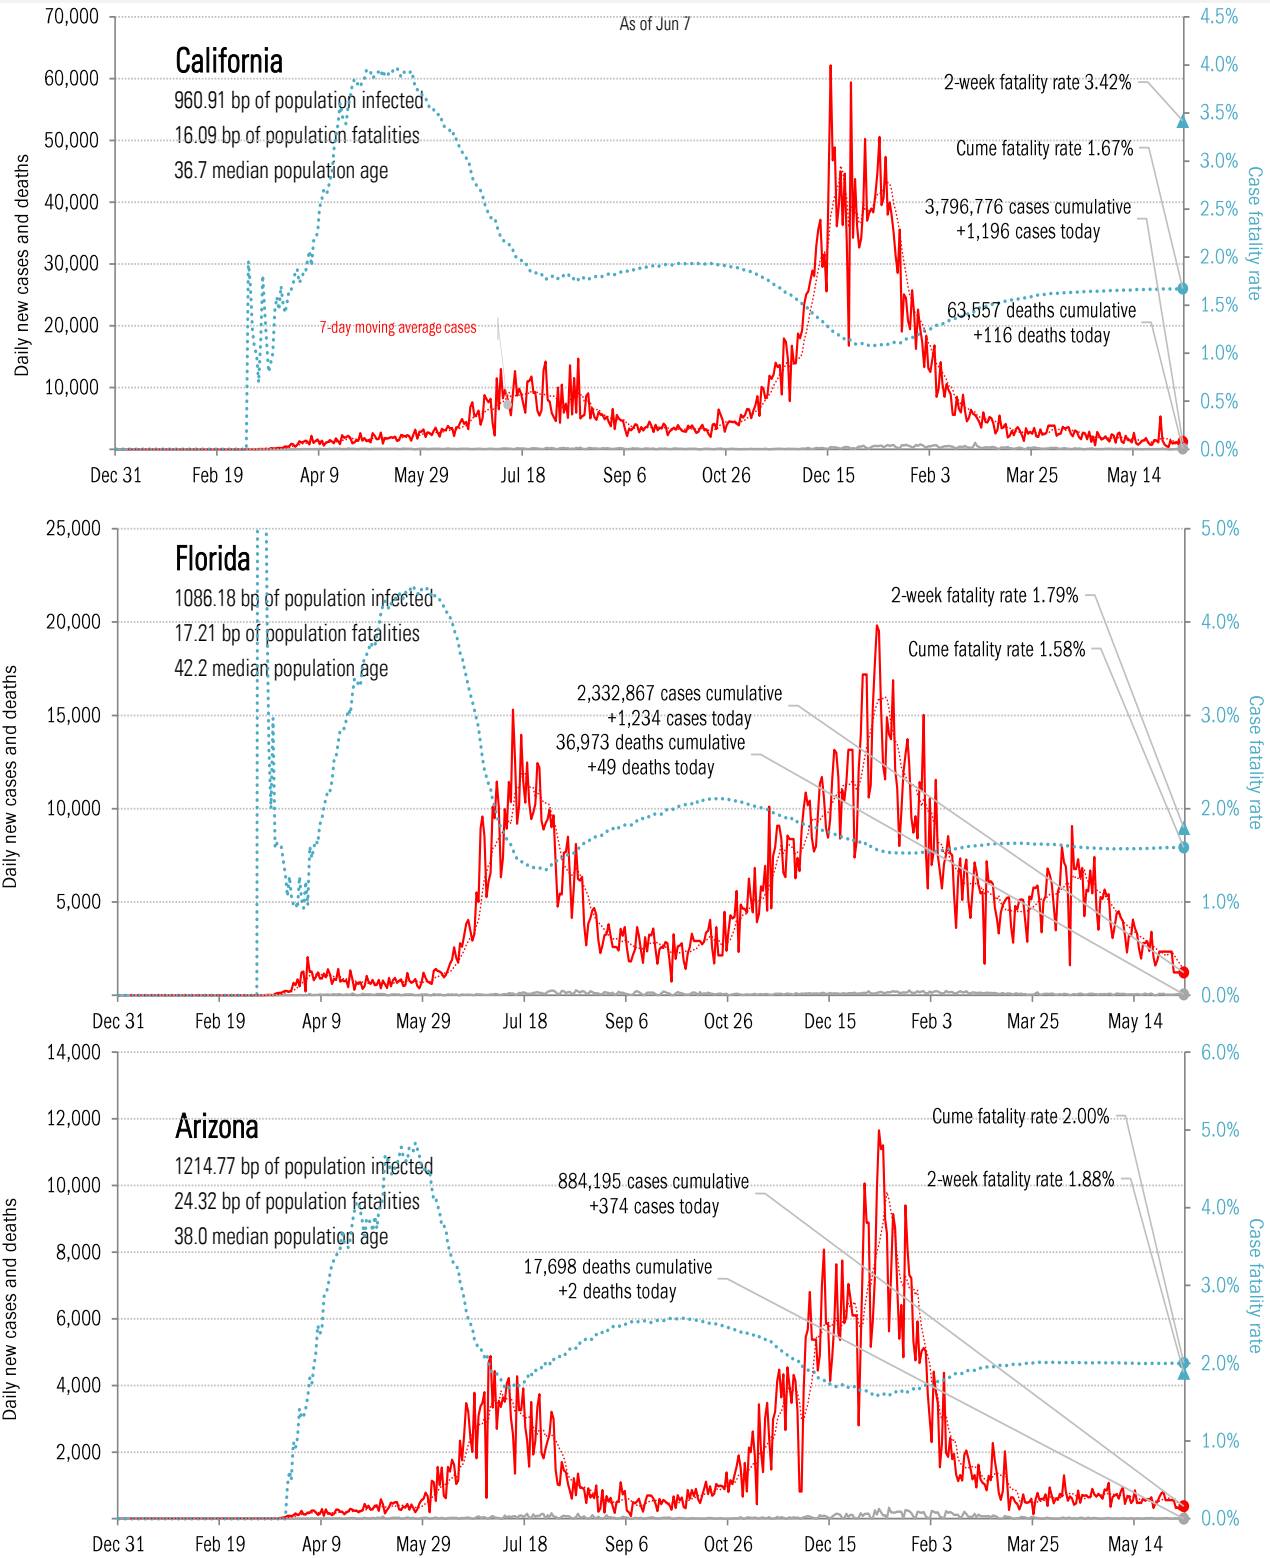 As of Jun 7
70,000
60,000
50,000
40,000
30,000
20,000
10,000
Daily new cases and deaths
California
960.91 bp of population infected
16.09 bp of population fatalities
36.7 median population age
7-day moving average cases
2-week fatality rate 3.42%
Cume fatality rate 1.67%
3,796,776 cases cumulative
+1,196 cases today
63,557 deaths cumulative
+116 deaths today
4.5%
4.0%
3.5%
3.0%
2.5%
2.0%
1.5%
1.0%
0.5%
0.0%
Case fatality rate
Dec 31 Feb 19 Apr 9 May 29 Jul 18 Sep 6 Oct 26 Dec 15 Feb 3 Mar 25 May 14
25,000
20,000
15,000
10,000
5,000
Daily new cases and deaths
Florida
1086.18 bp of population infected
17.21 bp of population fatalities
42.2 median population age
2-week fatality rate 1.79%
Cume fatality rate 1.58%
2,332,867 cases cumulative
+1,234 cases today
36,973 deaths cumulative
+49 deaths today
5.0%
4.0%
3.0%
2.0%
1.0%
0.0%
Case fatality rate
Dec 31 Feb 19 Apr 9 May 29 Jul 18 Sep 6 Oct 26 Dec 15 Feb 3 Mar 25 May 14
14,000
12,000
10,000
8,000
6,000
4,000
2,000
Daily new cases and deaths
Arizona
1214.77 bp of population infected
24.32 bp of population fatalities
38.0 median population age
Cume fatality rate 2.00%
2-week fatality rate 1.88%
884,195 cases cumulative
+374 cases today
17,698 deaths cumulative
+2 deaths today
6.0%
5.0%
4.0%
3.0%
2.0%
1.0%
0.0%
Case fatality rate
Dec 31 Feb 19 Apr 9 May 29 Jul 18 Sep 6 Oct 26 Dec 15 Feb 3 Mar 25 May 14